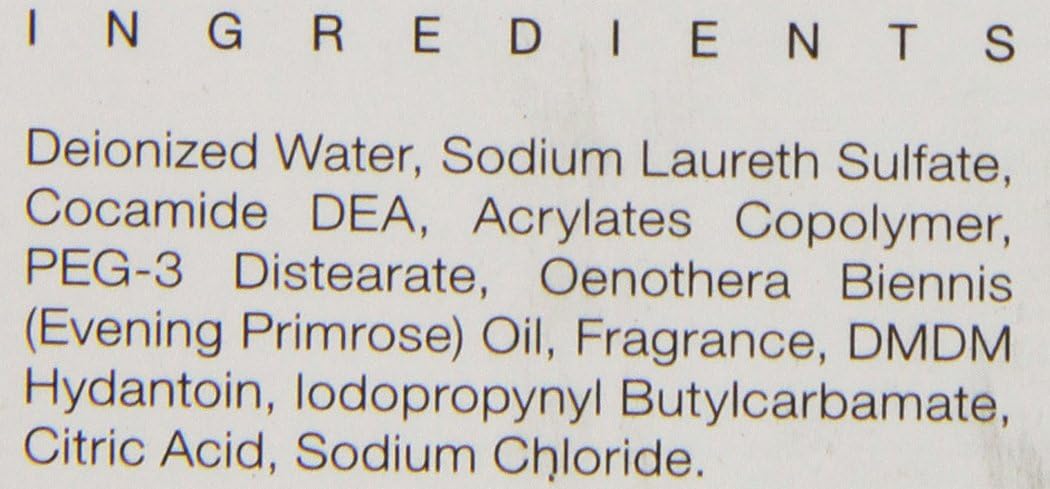 INGREDIENTS
Deionized Water, Sodium Laureth Sulfate,
Cocamide DEA, Acrylates Copolymer,
PEG-3 Distearate, Oenothera Biennis
(Evening Primrose) Oil, Fragrance, DMDM
Hydantoin, Iodopropynyl Butylcarbamate,
Citric Acid, Sodium Chloride.